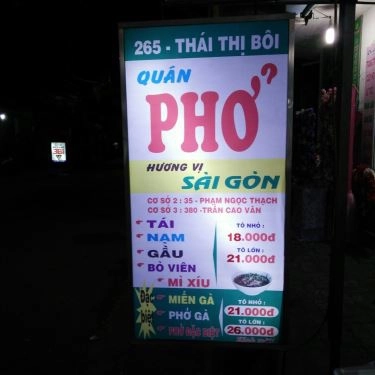 265 - THÁI THỊ BÔI
QUÁN
PHỞ?
HƯƠNG VỊ
SÀI GÒN
CƠ SỞ 2 : 35 - PHẠM NGỌC THẠCH
CƠ SỞ 3 : 380 - TRẦN CAO VÂN
TÁI
NẠM
GẦU
BÒ VIÊN
MÌ XÍU
TÔ NHỎ :
18.000đ
TÔ LỚN :
21.000đ
Đặc biệt
MIẾN GÀ
PHỞ GÀ
PHỞ ĐẶC BIỆT
TÔ NHỎ :
21.000đ
TÔ LỚN :
26.000đ